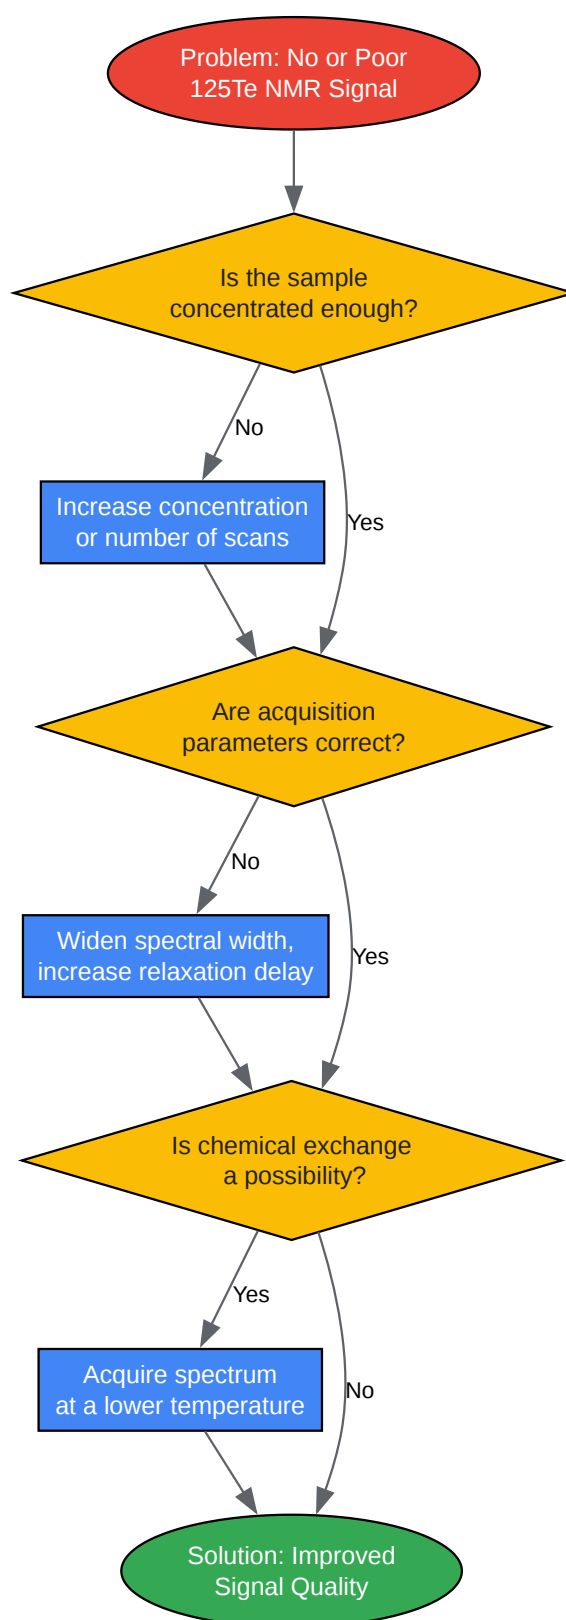 Problem: No or Poor
125Te NMR Signal
Is the sample
concentrated enough?
No
Increase concentration
or number of scans
Yes
Are acquisition
parameters correct?
No
Widen spectral width,
increase relaxation delay
Yes
Is chemical exchange
a possibility?
Yes
Acquire spectrum
at a lower temperature
No
Solution: Improved
Signal Quality